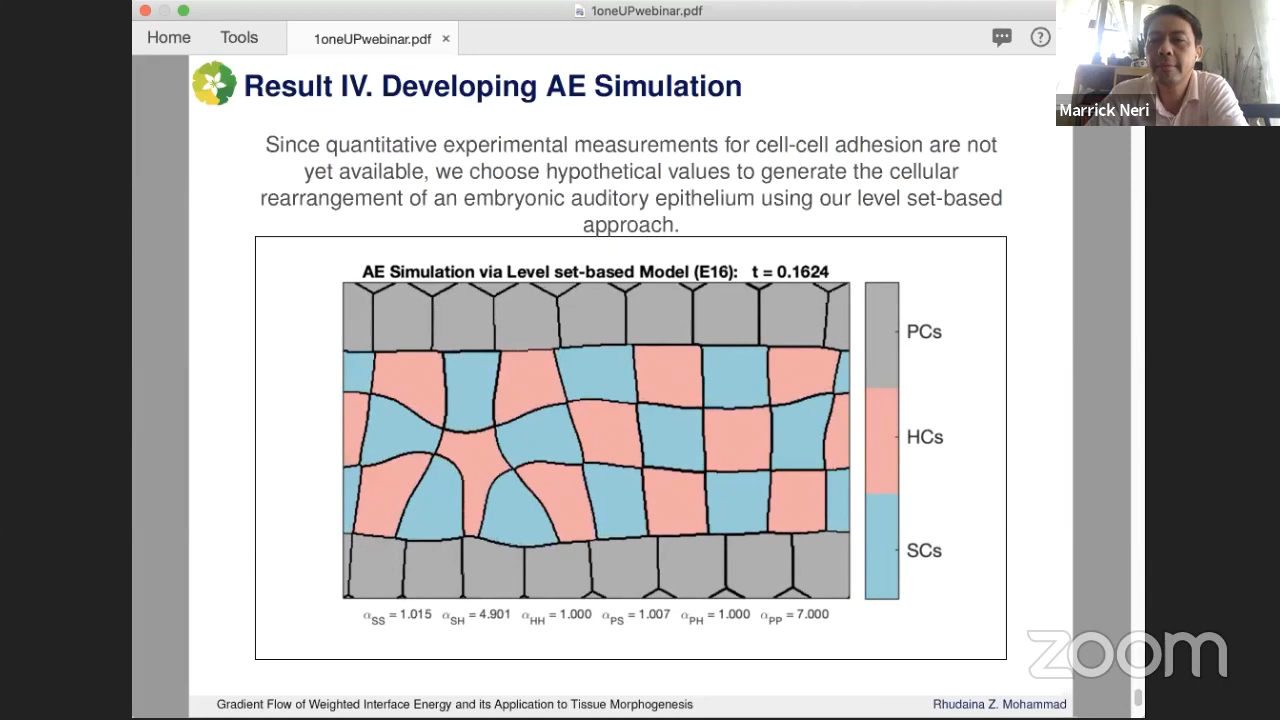 1oneUPwebinar.pdf
Home Tools 1oneUPwebinar.pdf ×
?
Marrick Neri
Result IV. Developing AE Simulation
Since quantitative experimental measurements for cell-cell adhesion are not
yet available, we choose hypothetical values to generate the cellular
rearrangement of an embryonic auditory epithelium using our level set-based
approach.
AE Simulation via Level set-based Model (E16): t = 0.1624
PCs
HCs
SCs
αSS = 1.015 αSH = 4.901 αHH = 1.000 αPS = 1.007 αPH = 1.000 αPP = 7.000
zoom
Gradient Flow of Weighted Interface Energy and its Application to Tissue Morphogenesis Rhudaina Z. Mohammad